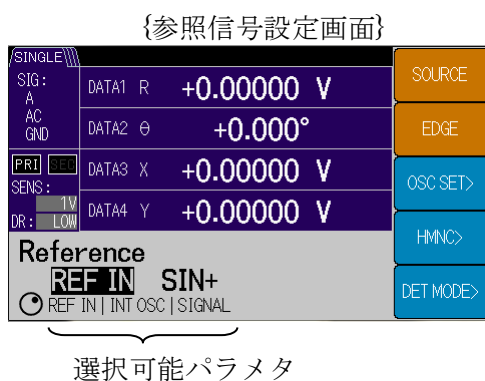 {参照信号設定画面}
SINGLE
SIG:
A
AC
GND
DATA1 R +0.00000 V
DATA2 θ +0.000°
PRI SEC
SENS:
1V
DR: LOW
DATA3 X +0.00000 V
DATA4 Y +0.00000 V
Reference
REF IN SIN+
REF IN | INT OSC | SIGNAL
SOURCE
EDGE
OSC SET>
HMNC>
DET MODE>
選択可能パラメタ